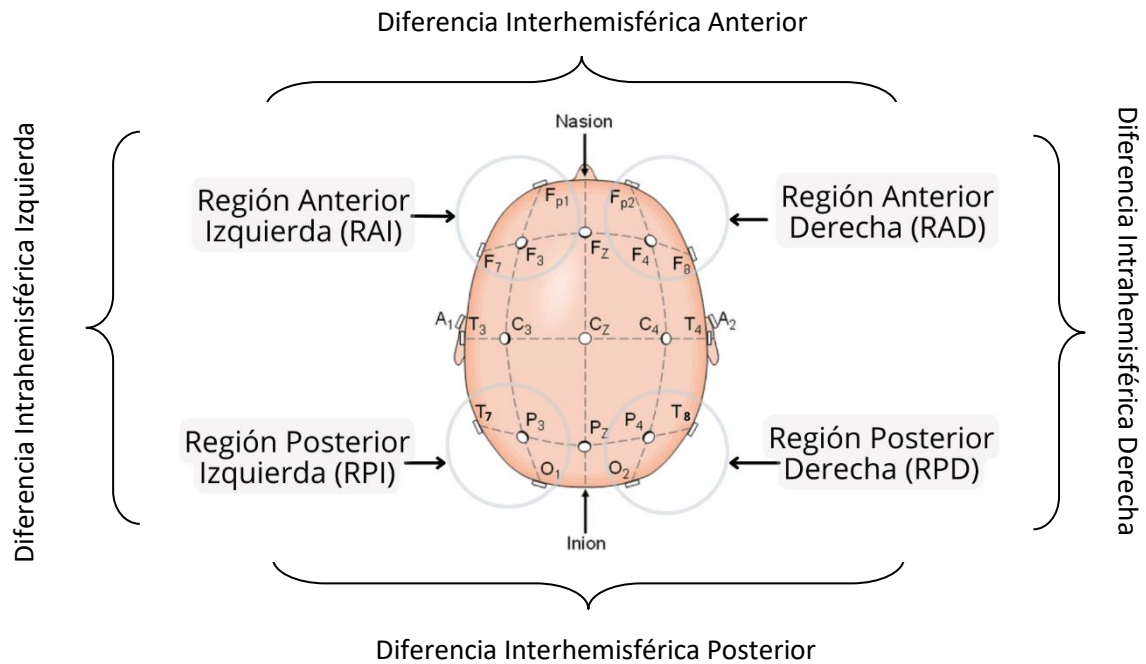 Diferencia Interhemisférica Anterior
Diferencia Intrahemisférica Izquierda
Diferencia Intrahemisférica Derecha
Nasion
Región Anterior
Izquierda (RAI)
Región Anterior
Derecha (RAD)
Fp1 Fp2
F7 F3 FZ F4 F8
A1 T3 C3 CZ C4 T4 A2
T7 P3 PZ P4 T8
O1 O2
Región Posterior
Izquierda (RPI)
Región Posterior
Derecha (RPD)
Inion
Diferencia Interhemisférica Posterior